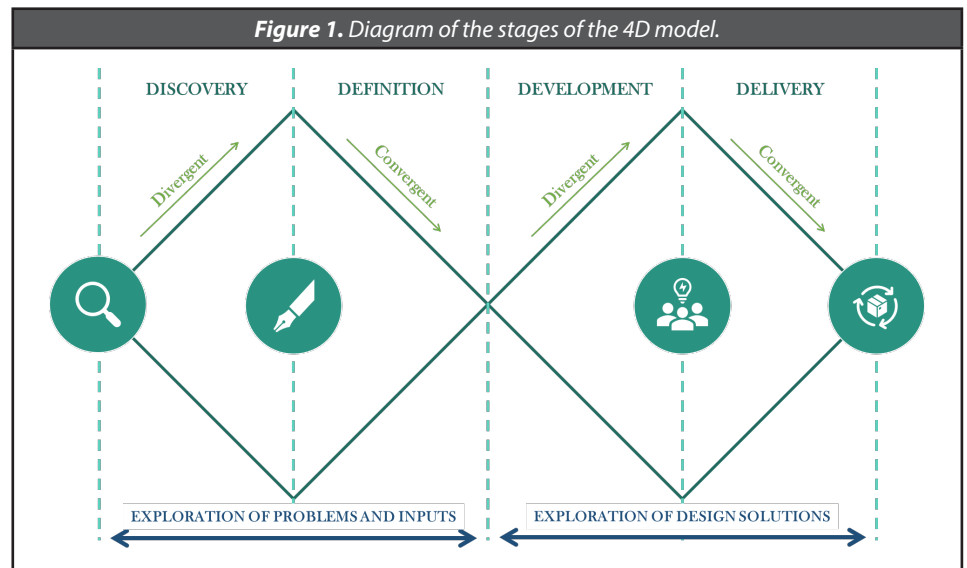 Figure 1. Diagram of the stages of the 4D model.
DISCOVERY
DEFINITION
DEVELOPMENT
DELIVERY
Divergent
Convergent
Divergent
Convergent
EXPLORATION OF PROBLEMS AND INPUTS
EXPLORATION OF DESIGN SOLUTIONS